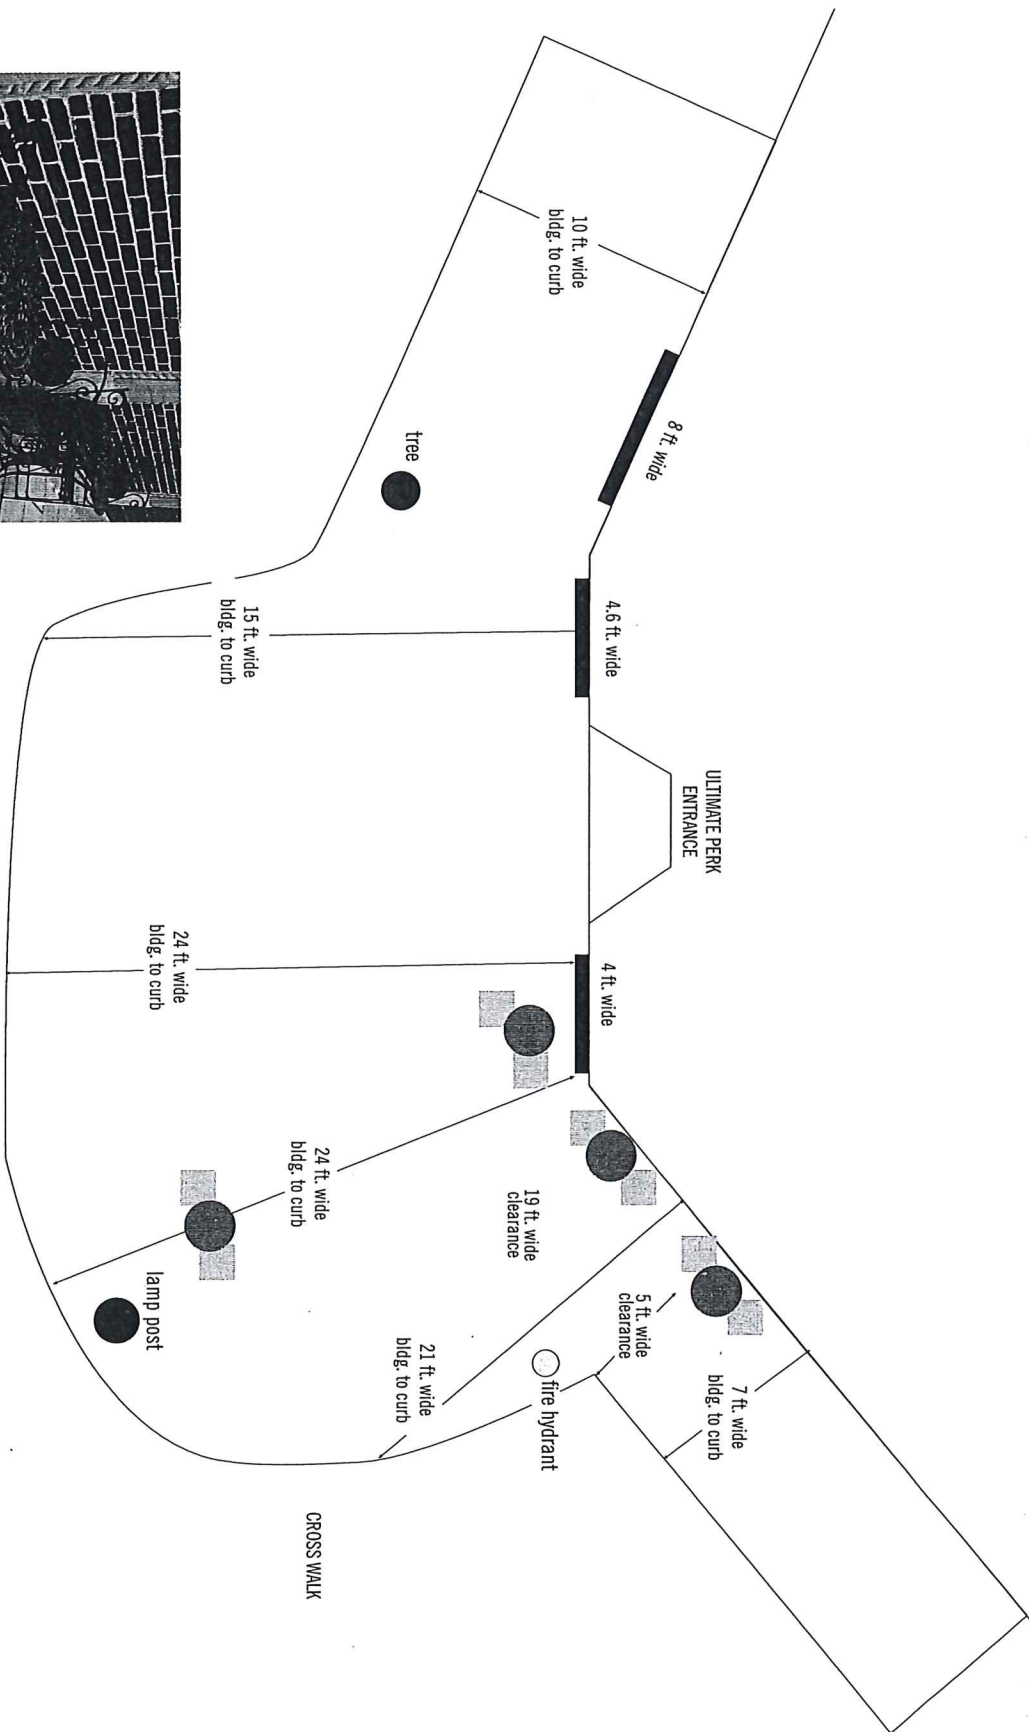 10 ft. wide
bldg. to curb
8 ft. wide
tree
15 ft. wide
bldg. to curb
4.6 ft. wide
ULTIMATE PERK
ENTRANCE
24 ft. wide
bldg. to curb
4 ft. wide
24 ft. wide
bldg. to curb
19 ft. wide
clearance
lamp post
5 ft. wide
clearance
21 ft. wide
bldg. to curb
fire hydrant
7 ft. wide
bldg. to curb
CROSS WALK